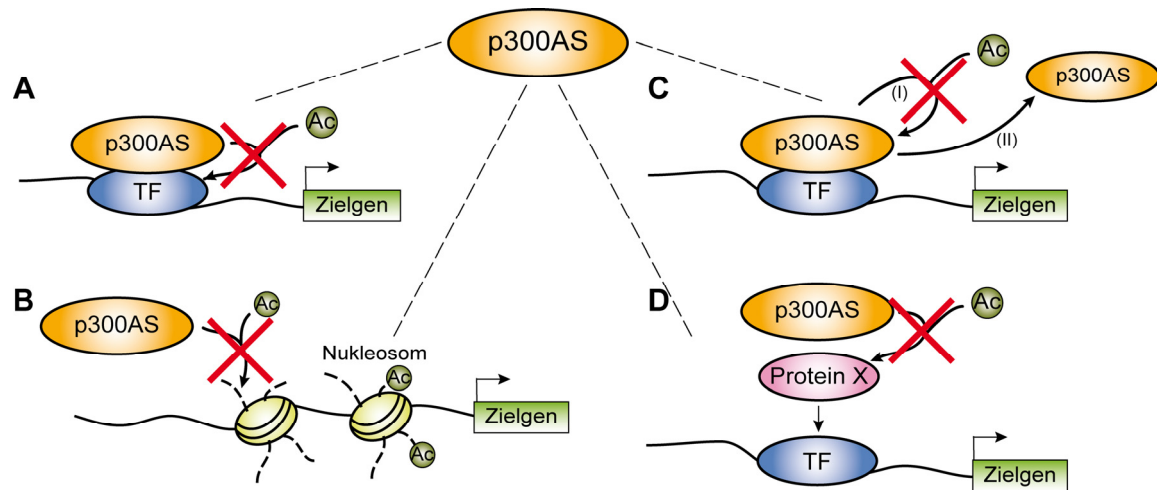 p300AS
A
Ac
p300AS
TF
Zielgen
B
p300AS
Ac
Nukleosom
Ac
Ac
Zielgen
C
Ac
(I)
p300AS
(II)
p300AS
TF
Zielgen
D
p300AS
Ac
Protein X
TF
Zielgen